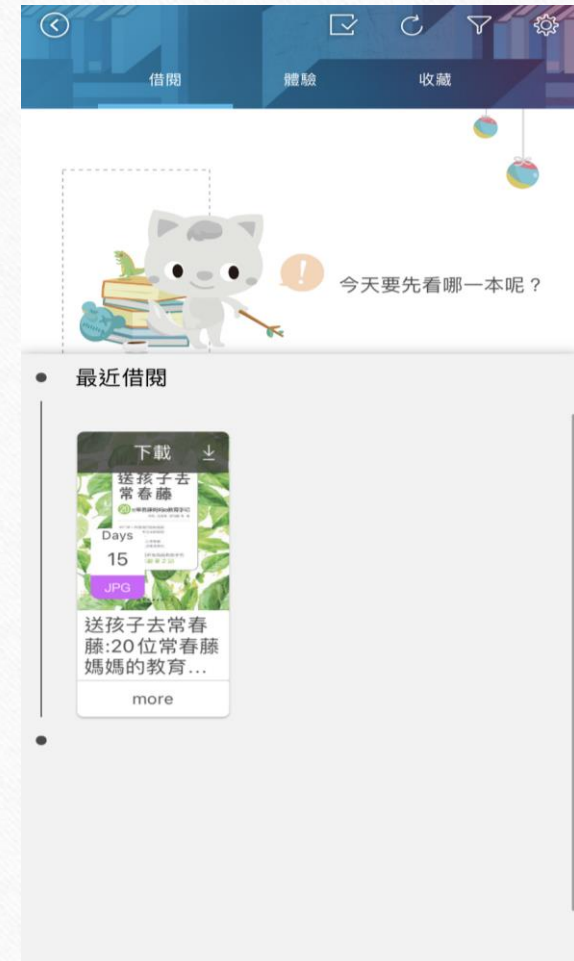 借閱 體驗 收藏
今天要先看哪一本呢？
最近借閱
下載
送孩子去
常春藤
Days
15
JPG
送孩子去常春
藤:20位常春藤
媽媽的教育...
more